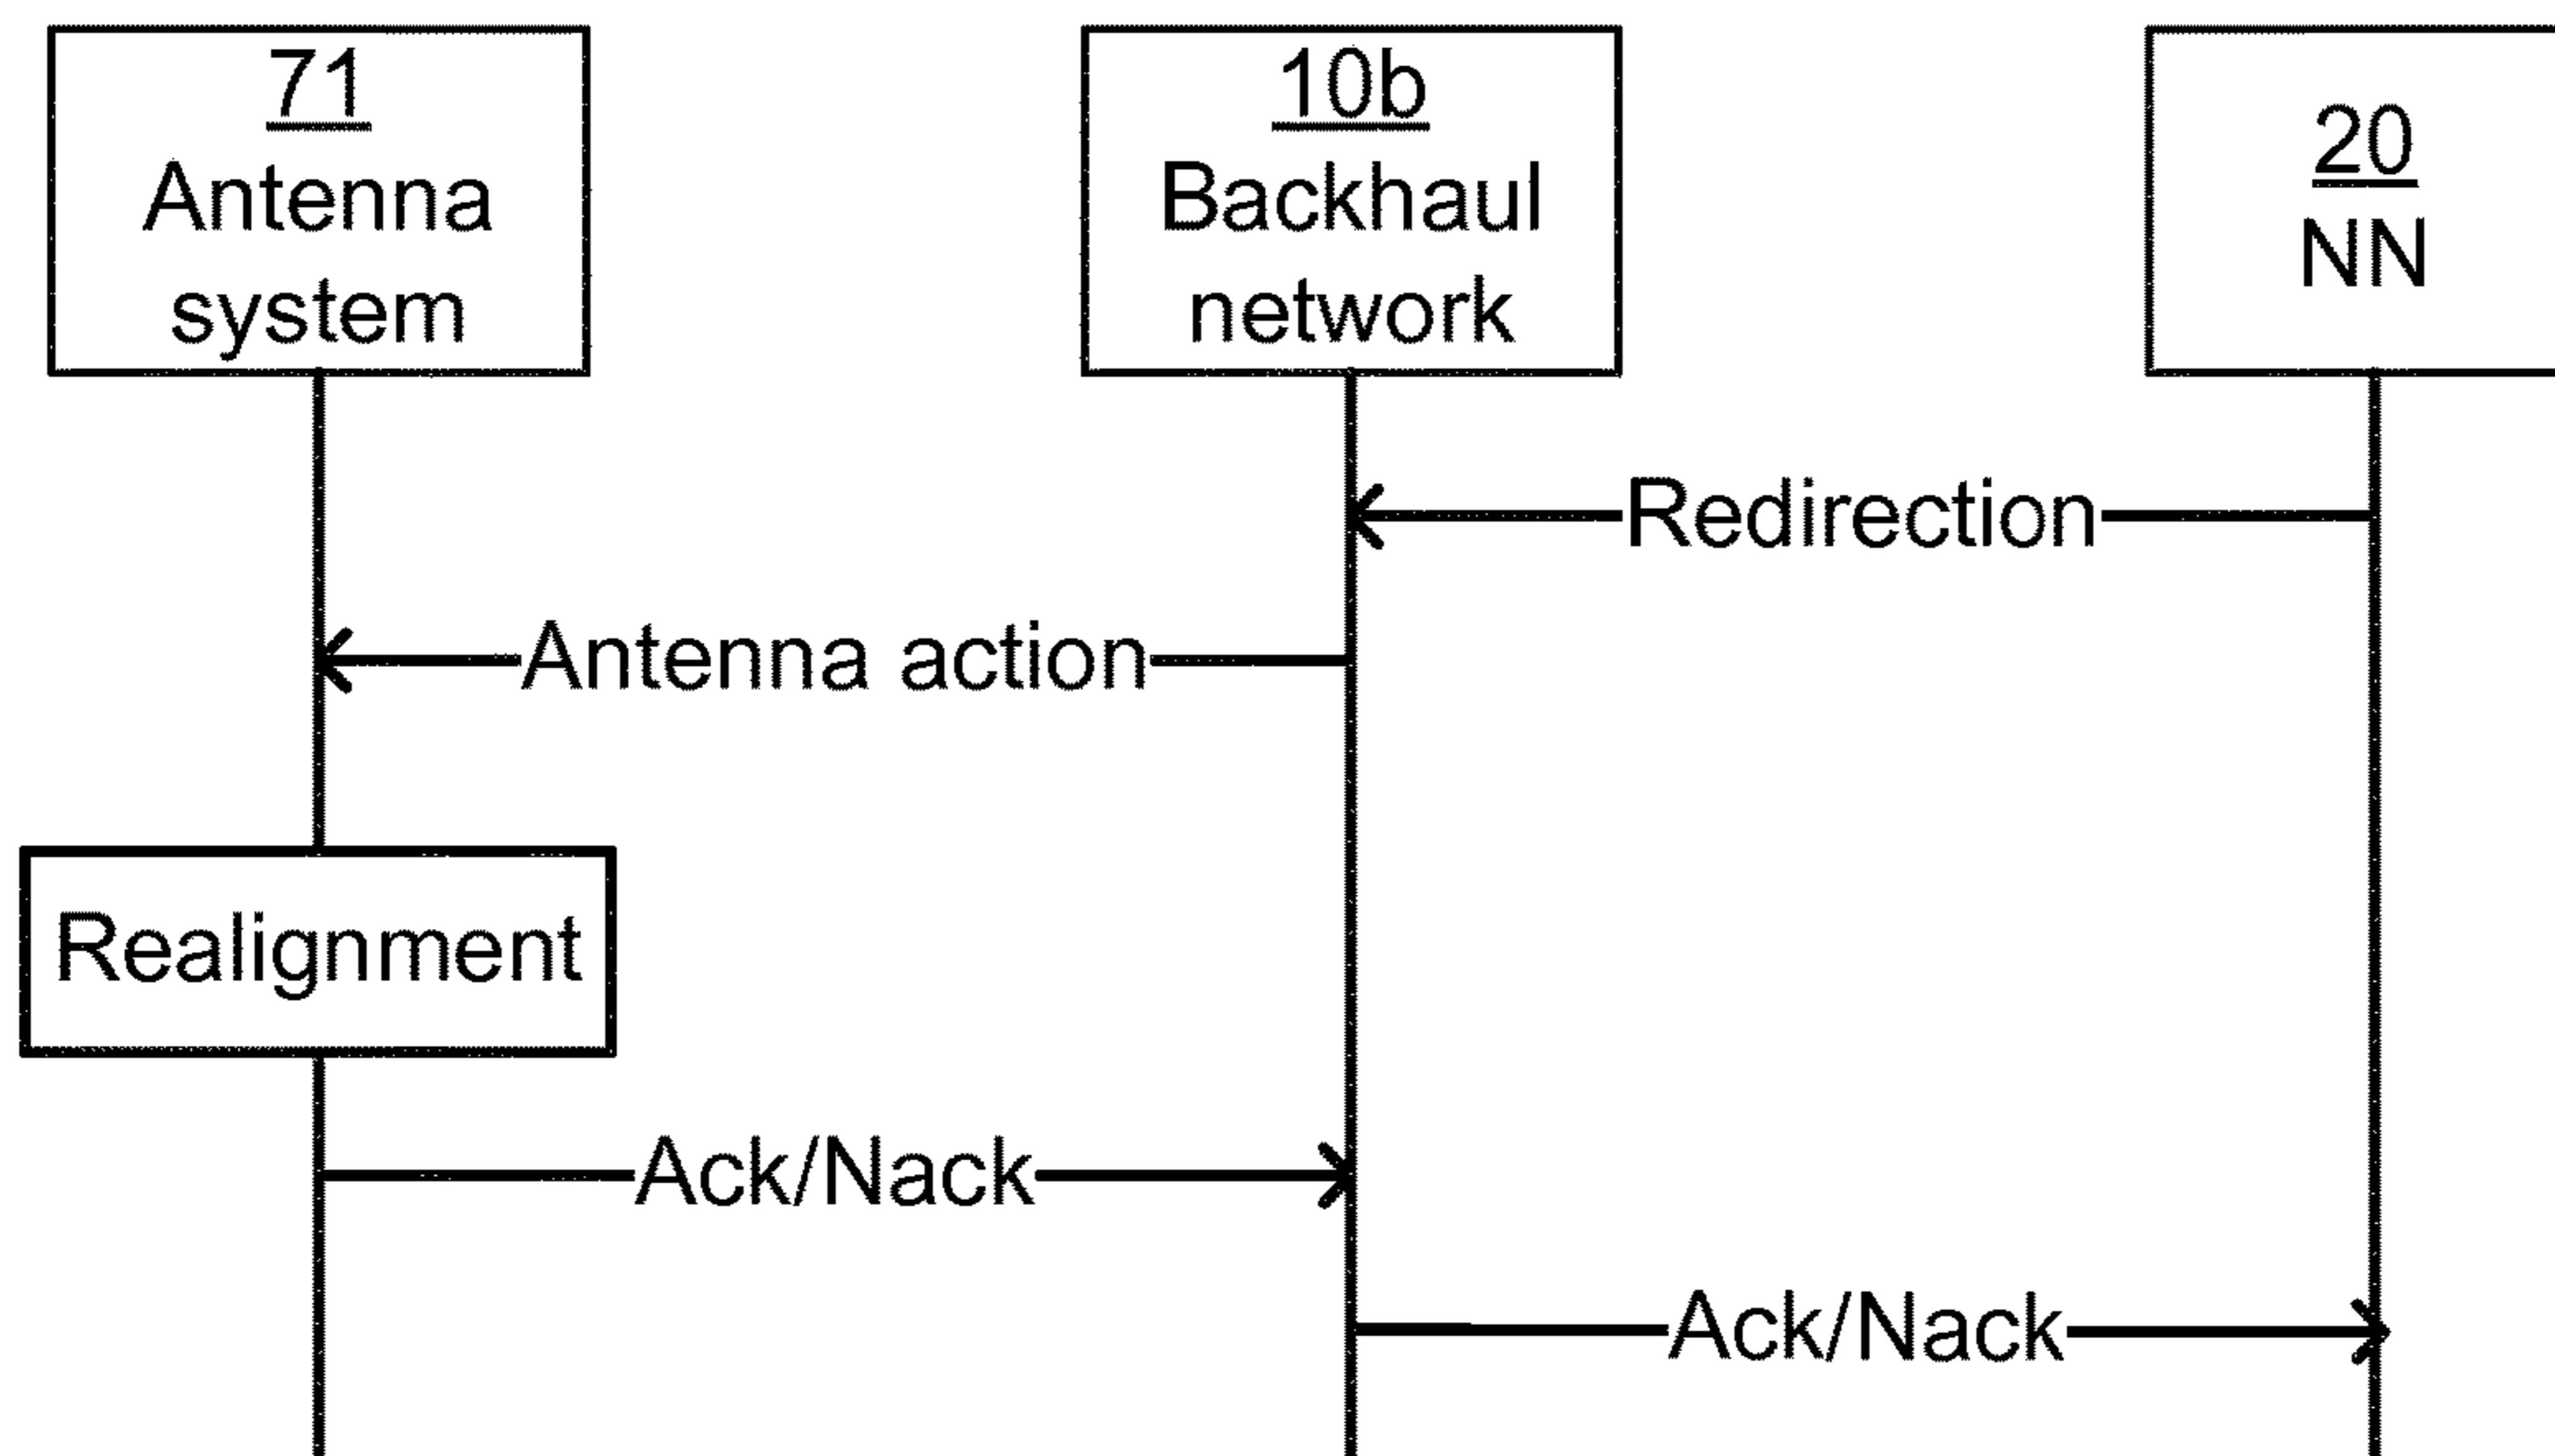 71
Antenna
system
10b
Backhaul
network
20
NN
Redirection
Antenna action
Realignment
Ack/Nack
Ack/Nack